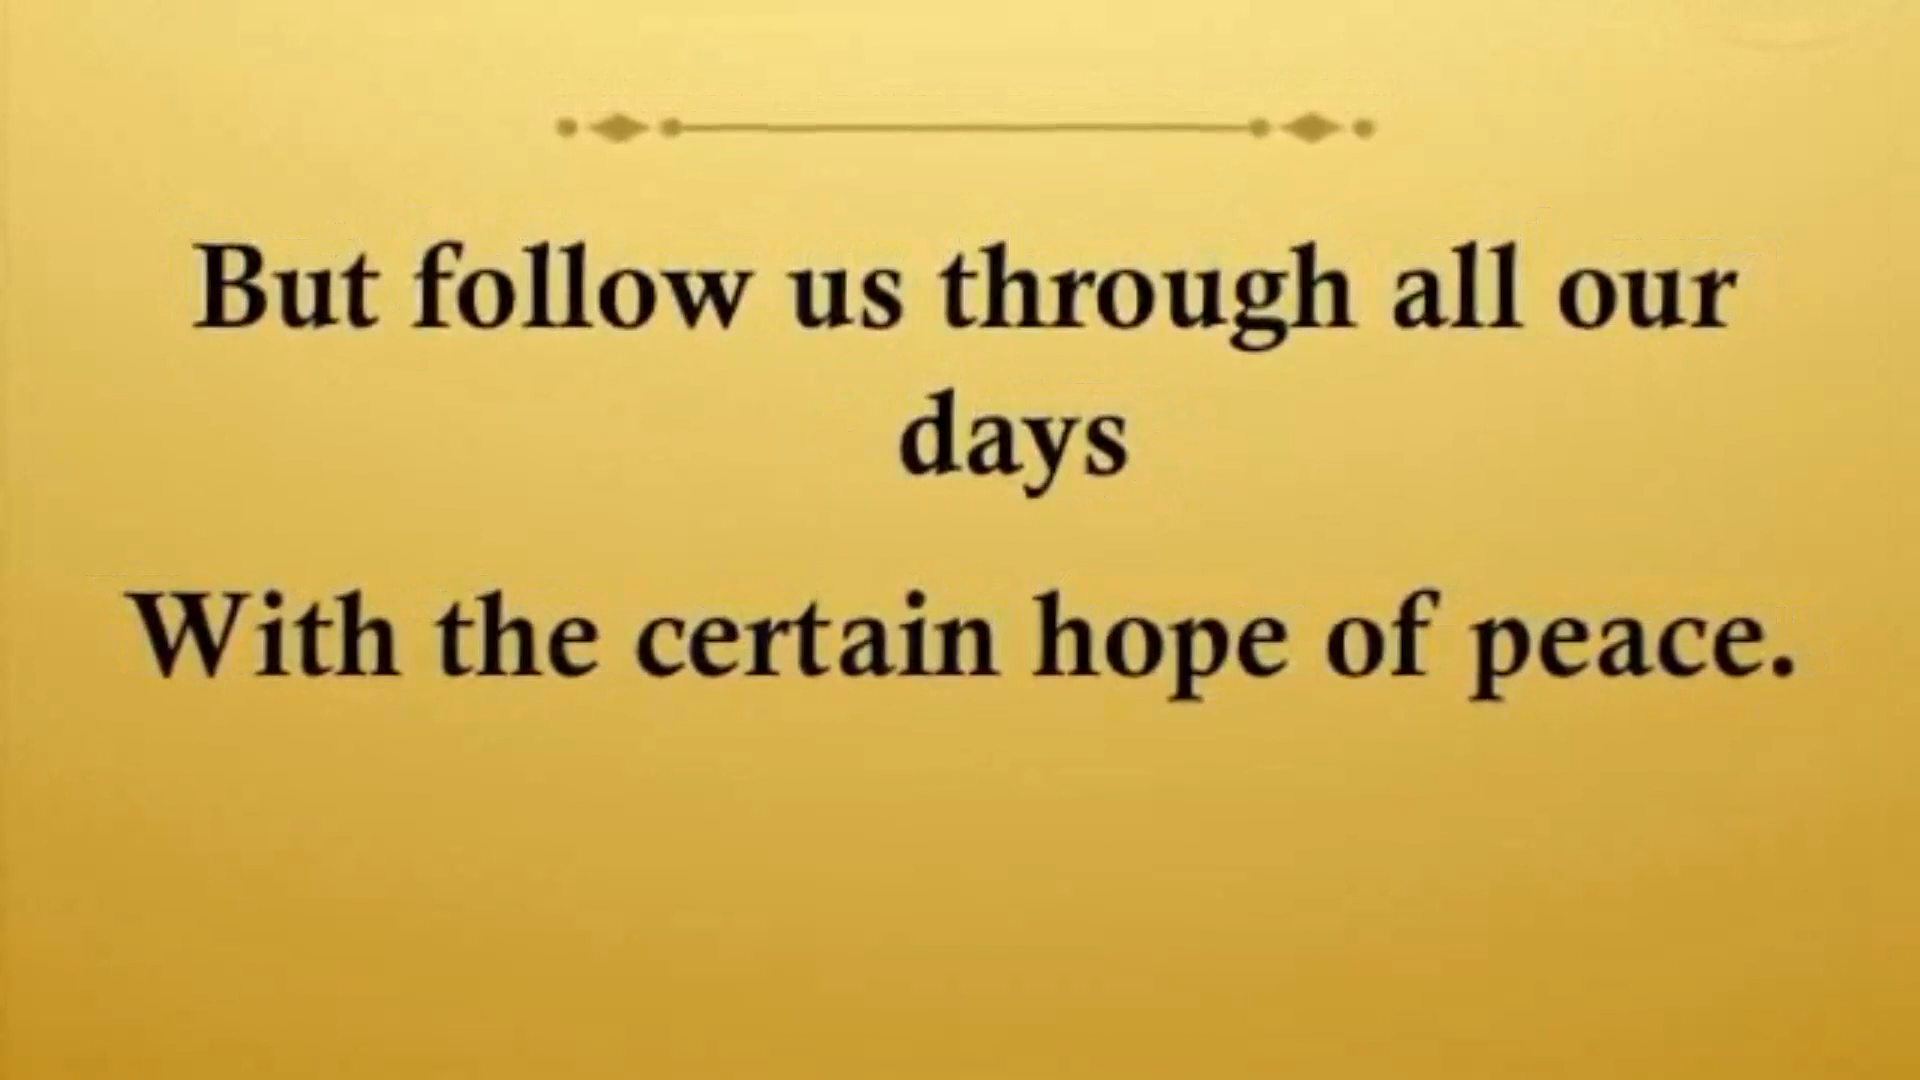 But follow us through all our
days
With the certain hope of peace.